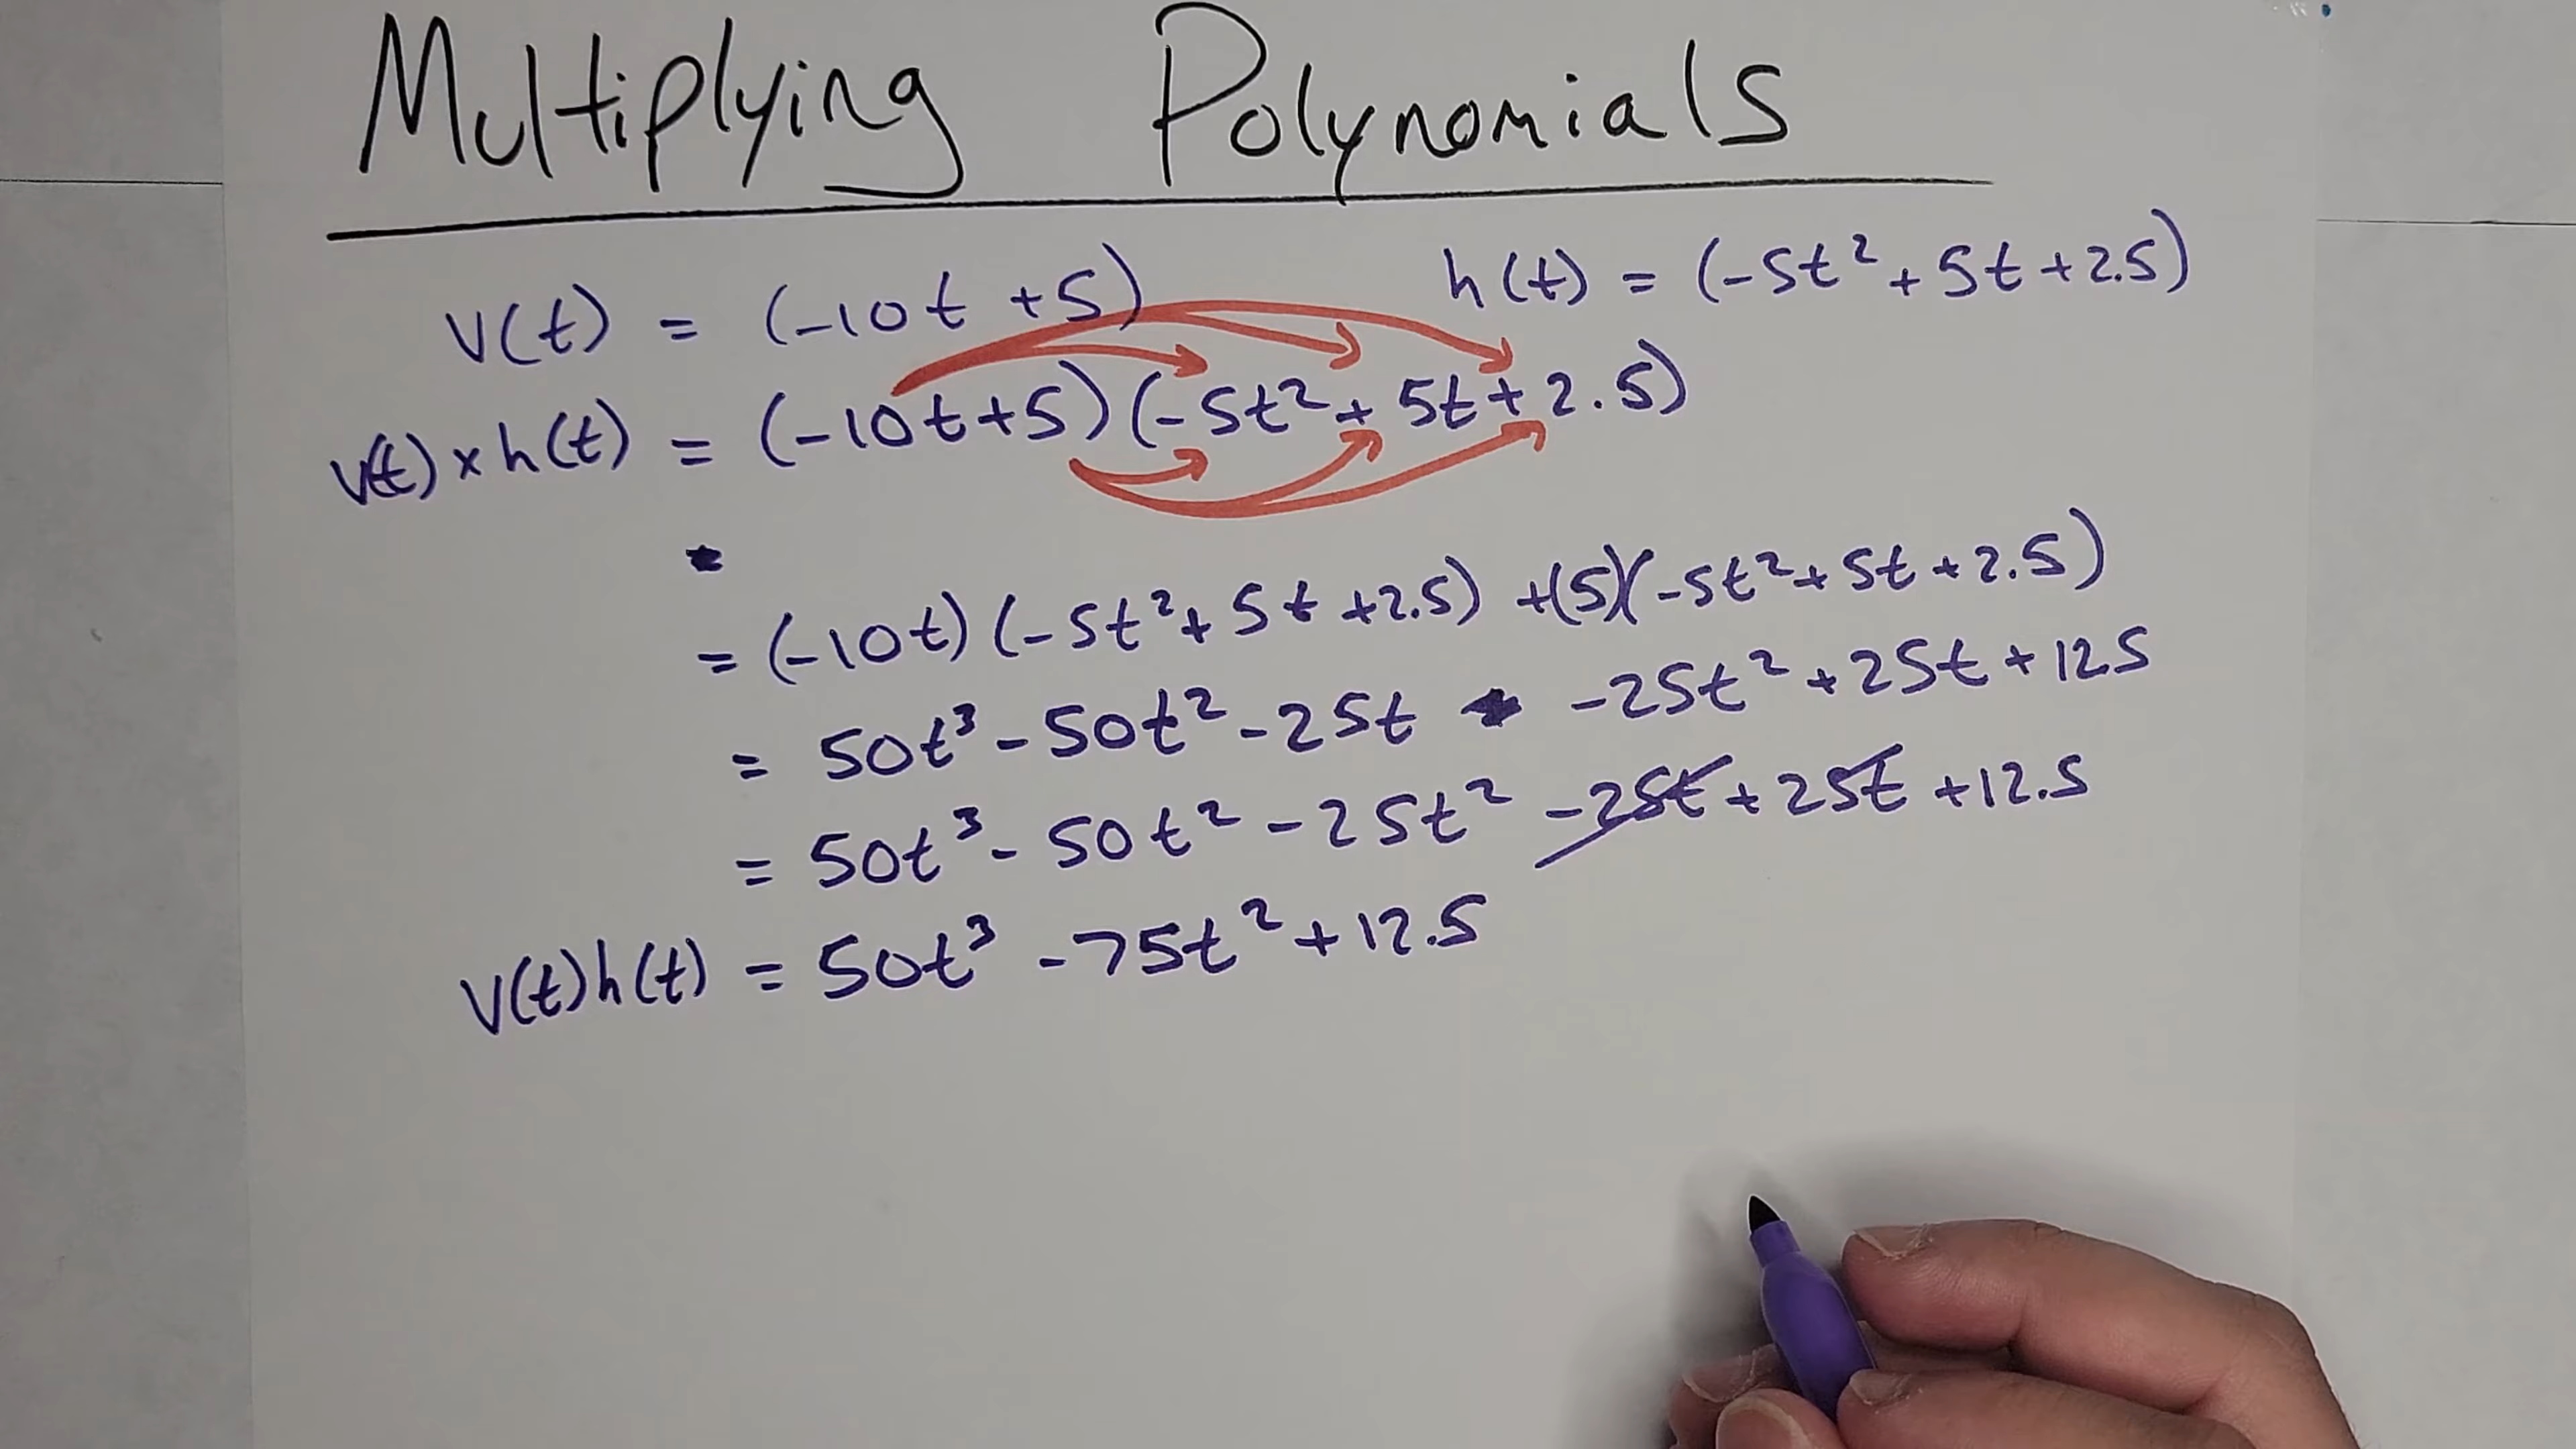 Multiplying Polynomials
v(t) = (-10t +5) h(t) = (-5t² + 5t + 2.5)
v(t) × h(t) = (-10t+5)(-5t² + 5t + 2.5)
= (-10t)(-5t² + 5t +2.5) +(5)(-5t² + 5t + 2.5)
= 50t³ - 50t² - 25t -25t² + 25t + 12.5
= 50t³ - 50t² - 25t² -25t + 25t +12.5
v(t)h(t) = 50t³ -75t² + 12.5